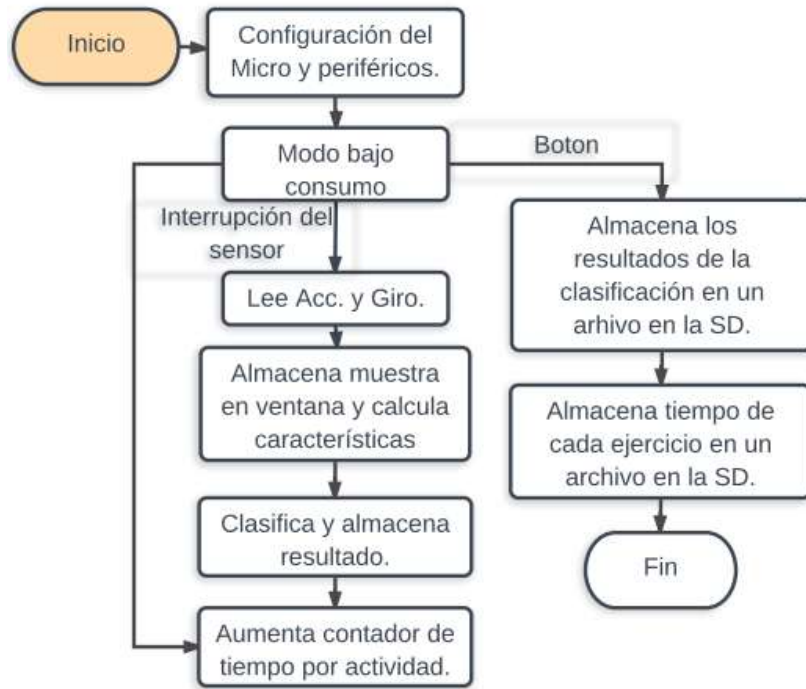 Inicio
Configuración del
Micro y periféricos.
Modo bajo
consumo
Boton
Interrupción del
sensor
Lee Acc. y Giro.
Almacena muestra
en ventana y calcula
características
Clasifica y almacena
resultado.
Aumenta contador de
tiempo por actividad.
Almacena los
resultados de la
clasificación en un
arhivo en la SD.
Almacena tiempo de
cada ejercicio en un
archivo en la SD.
Fin